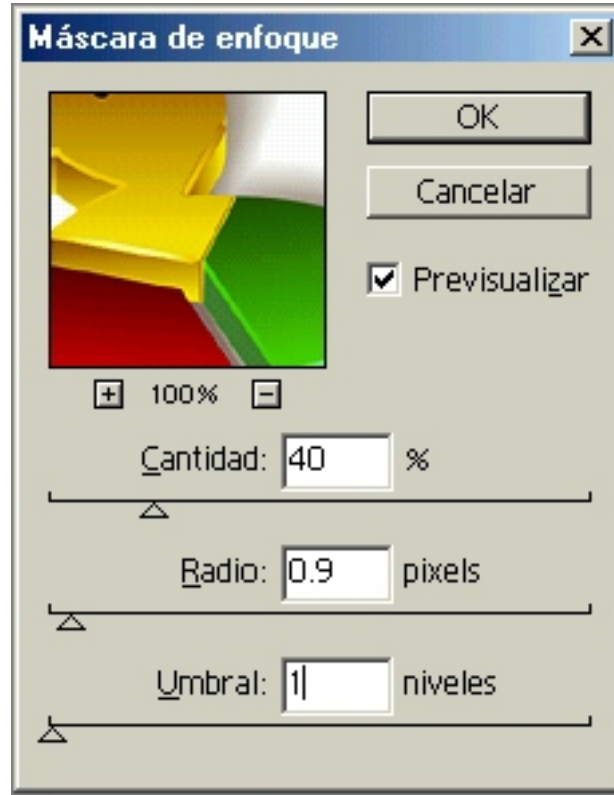 Máscara de enfoque
OK
Cancelar
Previsualizar
+ 100% -
Cantidad: 40 %
Radio: 0.9 pixels
Umbral: 1 niveles